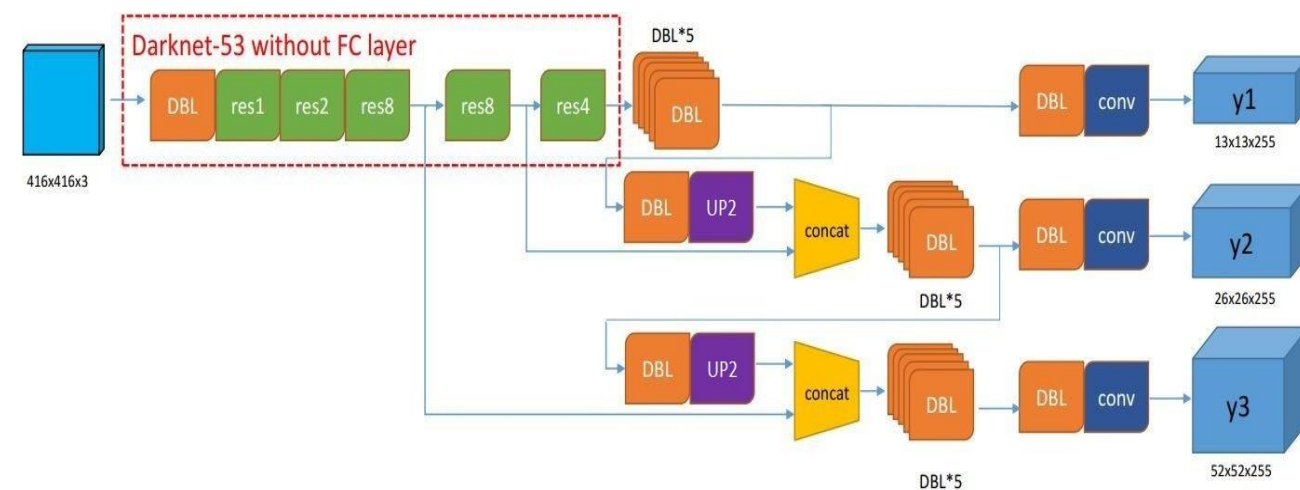 Darknet-53 without FC layer
DBL*5
DBL
res1
res2
res8
res8
res4
DBL
DBL
conv
y1
416x416x3
13x13x255
DBL
UP2
concat
DBL
DBL
conv
y2
DBL*5
26x26x255
DBL
UP2
concat
DBL
DBL
conv
y3
DBL*5
52x52x255